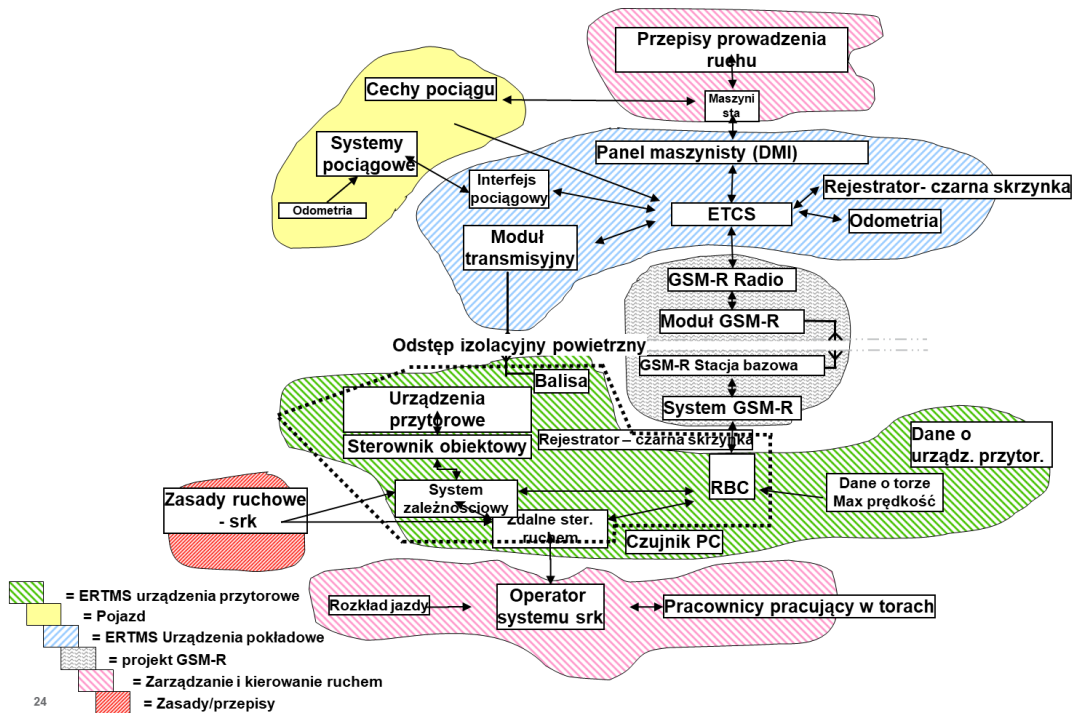 Przepisy prowadzenia
ruchu
Cechy pociągu
Maszyni
sta
Systemy
pociągowe
Panel maszynisty (DMI)
Interfejs
pociągowy
Rejestrator- czarna skrzynka
Odometria
ETCS
Odometria
Moduł
transmisyjny
GSM-R Radio
Moduł GSM-R
Odstęp izolacyjny powietrzny
GSM-R Stacja bazowa
Balisa
Urządzenia
przytorowe
System GSM-R
Sterownik obiektowy
Rejestrator – czarna skrzynka
Dane o
urządz. przytor.
RBC
Dane o torze
Max prędkość
Zasady ruchowe
- srk
System
zależnościowy
Zdalne ster.
ruchem
Czujnik PC
Rozkład jazdy
Operator
systemu srk
Pracownicy pracujący w torach
= ERTMS urządzenia przytorowe
= Pojazd
= ERTMS Urządzenia pokładowe
= projekt GSM-R
= Zarządzanie i kierowanie ruchem
= Zasady/przepisy
24